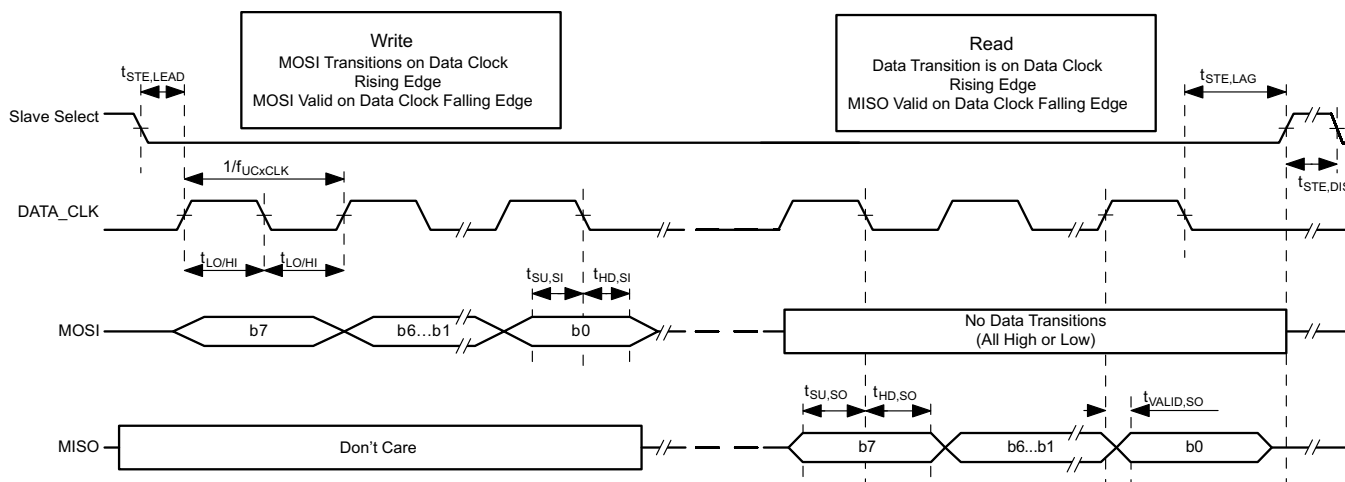 Write
MOSI Transitions on Data Clock
Rising Edge
MOSI Valid on Data Clock Falling Edge
Read
Data Transition is on Data Clock
Rising Edge
MISO Valid on Data Clock Falling Edge
tSTE,LEAD
tSTE,LAG
Slave Select
1/fUCxCLK
tSTE,DIS
DATA_CLK
tLO/HI
tLO/HI
tSU,SI
tHD,SI
MOSI
b7
b6...b1
b0
No Data Transitions
(All High or Low)
tSU,SO
tHD,SO
tVALID,SO
MISO
Don't Care
b7
b6...b1
b0